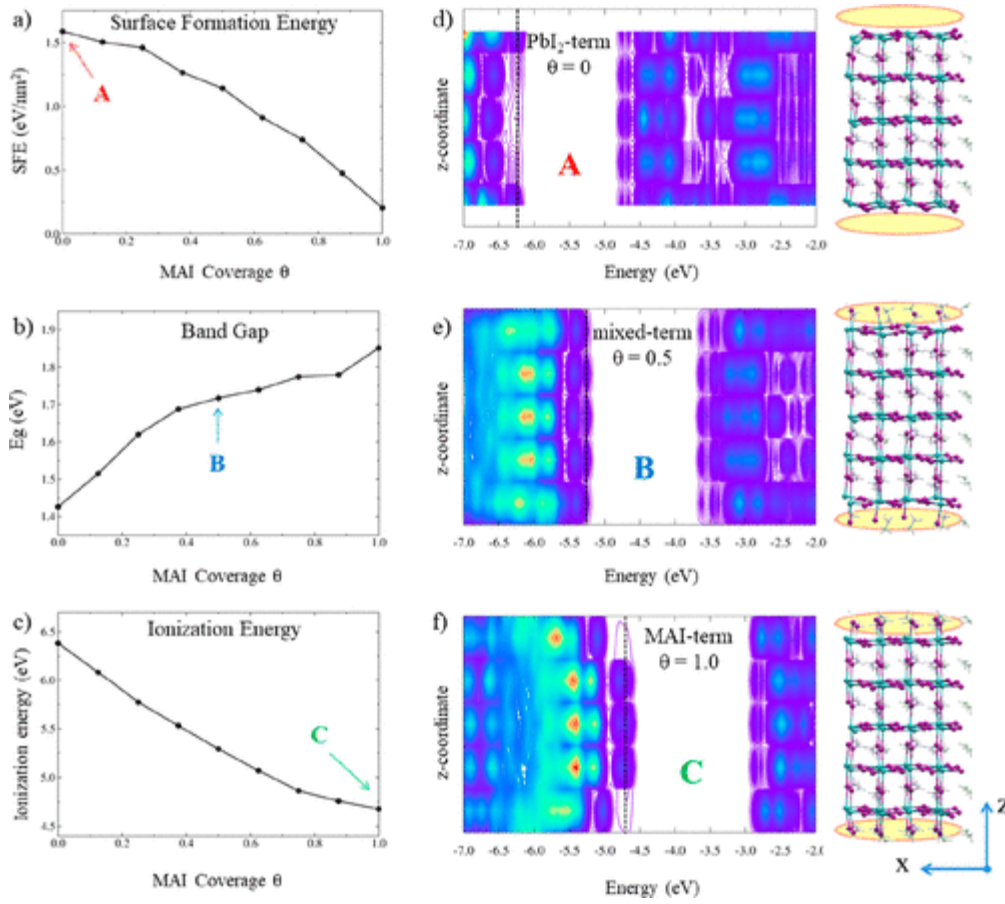 a)
Surface Formation Energy
SFE (eV/nm²)
1.5
1.0
0.5
0.0
A
0.0 0.2 0.4 0.6 0.8 1.0
MAI Coverage θ
d)
PbI₂-term
θ = 0
A
z-coordinate
-7.0 -6.5 -6.0 -5.5 -5.0 -4.5 -4.0 -3.5 -3.0 -2.5 -2.0
Energy (eV)
b)
Band Gap
Eg (eV)
1.9
1.8
1.7
1.6
1.5
1.4
B
0.0 0.2 0.4 0.6 0.8 1.0
MAI Coverage θ
e)
mixed-term
θ = 0.5
B
z-coordinate
-7.0 -6.5 -6.0 -5.5 -5.0 -4.5 -4.0 -3.5 -3.0 -2.5 -2.0
Energy (eV)
c)
Ionization Energy
Ionization energy (eV)
6.5
6.0
5.5
5.0
4.5
C
0.0 0.2 0.4 0.6 0.8 1.0
MAI Coverage θ
f)
MAI-term
θ = 1.0
C
z-coordinate
-7.0 -6.5 -6.0 -5.5 -5.0 -4.5 -4.0 -3.5 -3.0 -2.5 -2.0
Energy (eV)
Z
X